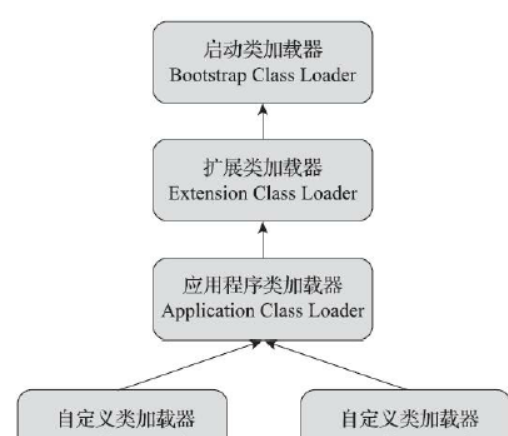 启动类加载器
Bootstrap Class Loader
扩展类加载器
Extension Class Loader
应用程序类加载器
Application Class Loader
自定义类加载器
自定义类加载器